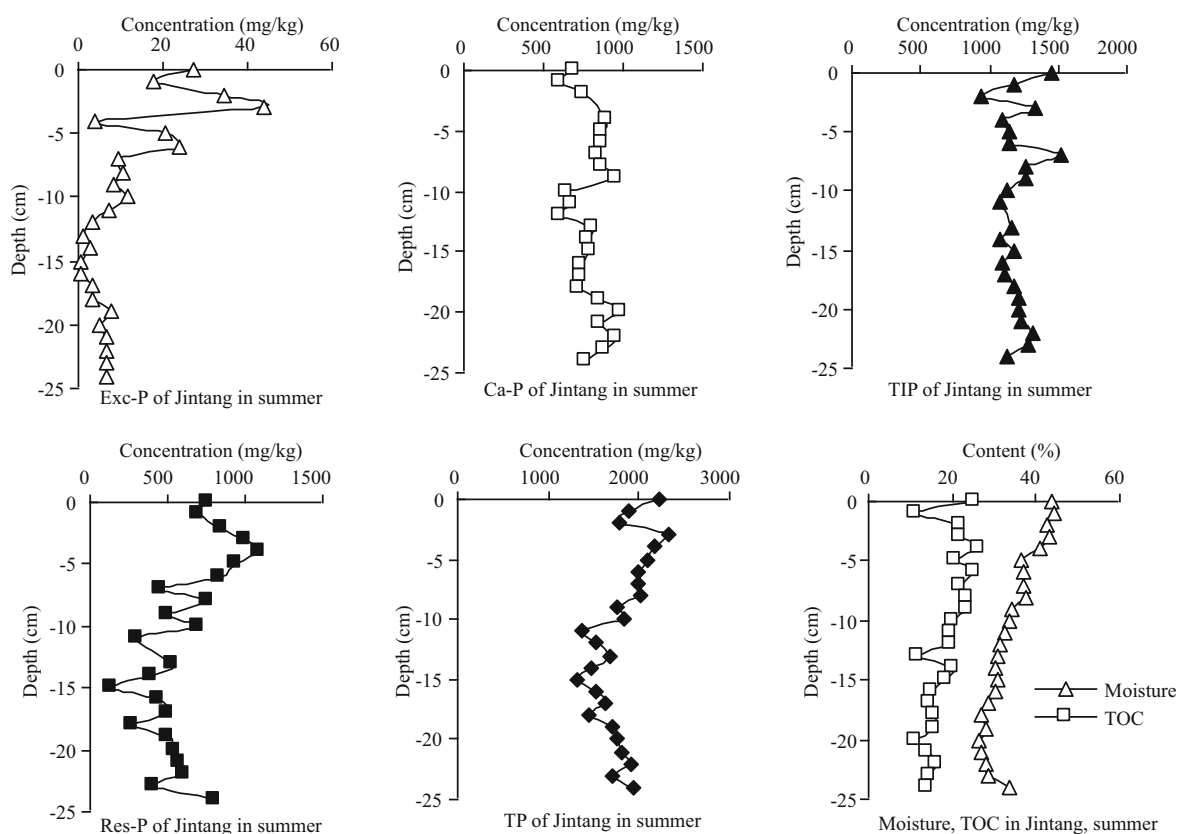 Concentration (mg/kg)
0 20 40 60
0
-5
-10
-15
-20
-25
Depth (cm)
Exc-P of Jintang in summer
Concentration (mg/kg)
0 500 1000 1500
0
-5
-10
-15
-20
-25
Depth (cm)
Ca-P of Jintang in summer
Concentration (mg/kg)
0 500 1000 1500 2000
0
-5
-10
-15
-20
-25
Depth (cm)
TIP of Jintang in summer
Concentration (mg/kg)
0 500 1000 1500
0
-5
-10
-15
-20
-25
Depth (cm)
Res-P of Jintang in summer
Concentration (mg/kg)
0 1000 2000 3000
0
-5
-10
-15
-20
-25
Depth (cm)
TP of Jintang in summer
Content (%)
0 20 40 60
0
-5
-10
-15
-20
-25
Depth (cm)
Moisture
TOC
Moisture, TOC in Jintang, summer